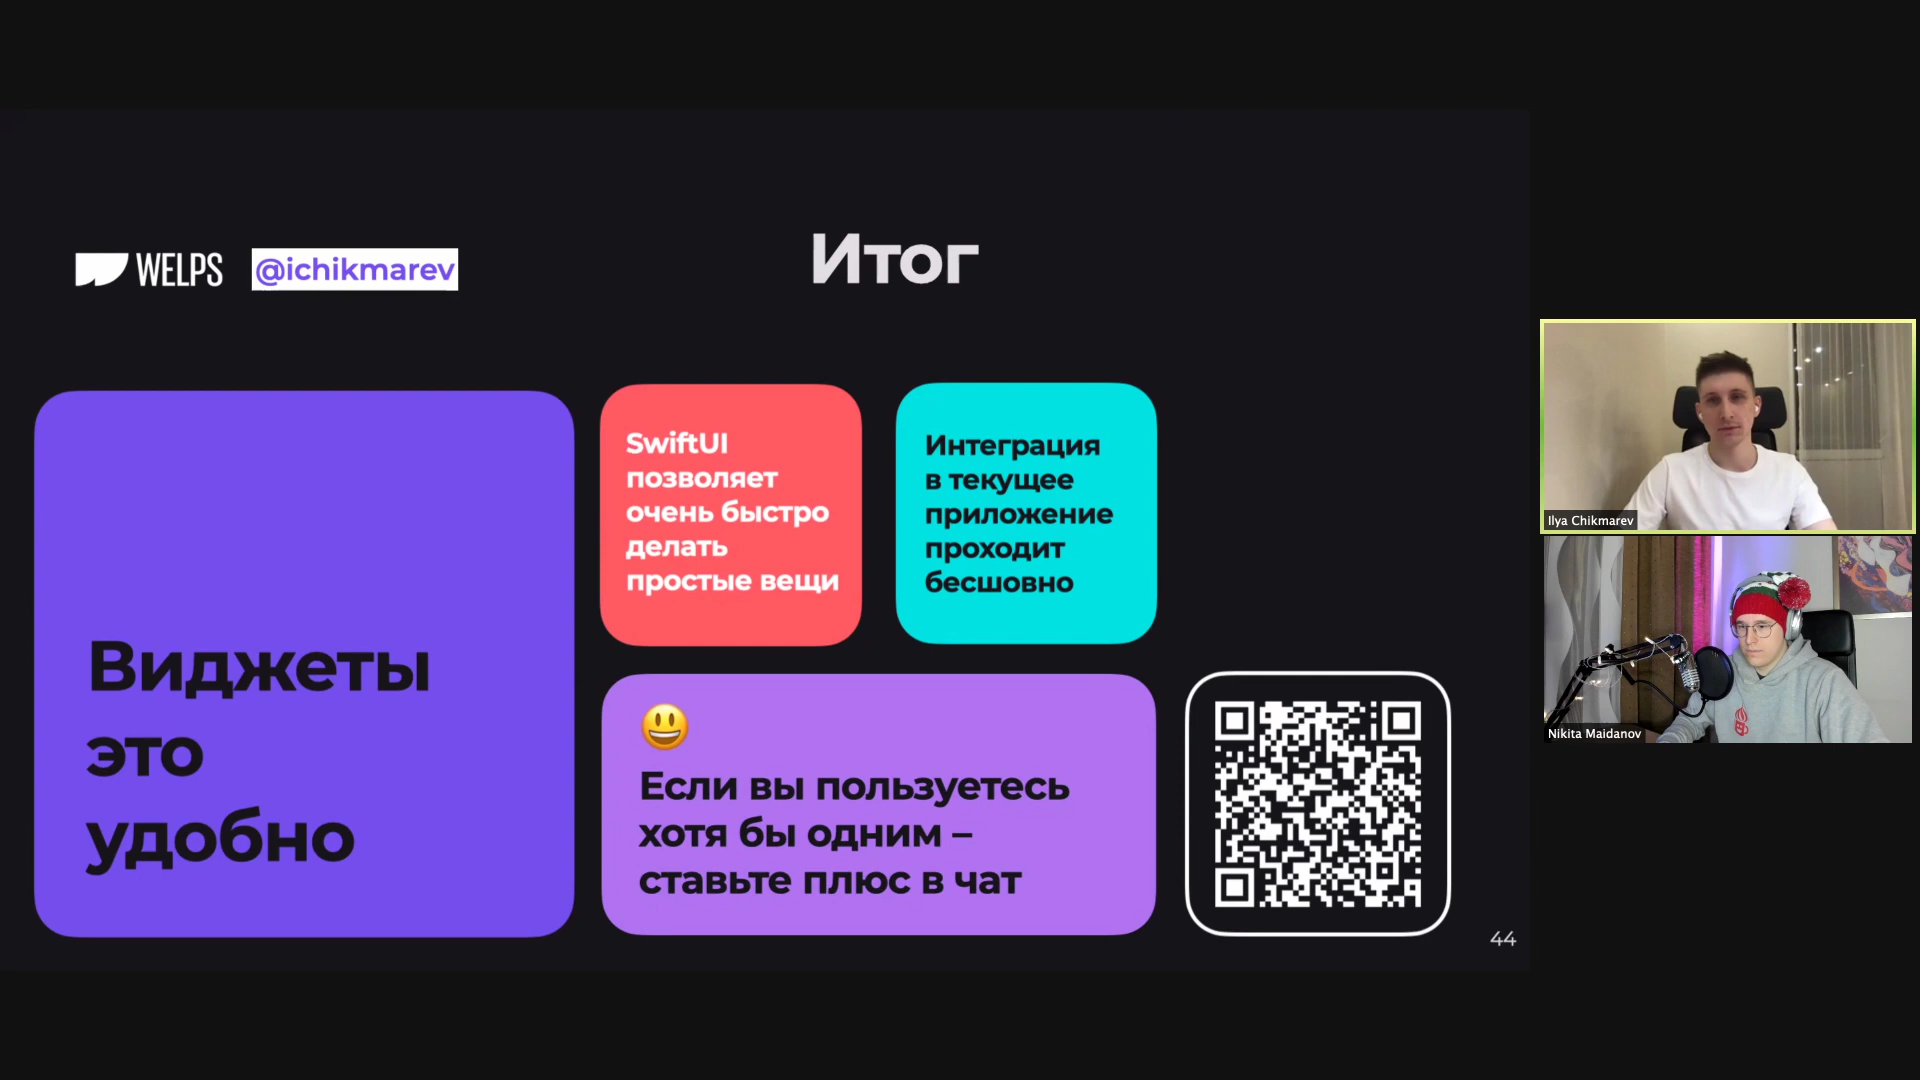 WELPS
@ichikmarev
Итог
Виджеты
это
удобно
SwiftUI
позволяет
очень быстро
делать
простые вещи
Интеграция
в текущее
приложение
проходит
бесшовно
Если вы пользуетесь
хотя бы одним –
ставьте плюс в чат
44
Ilya Chikmarev
Nikita Maidanov